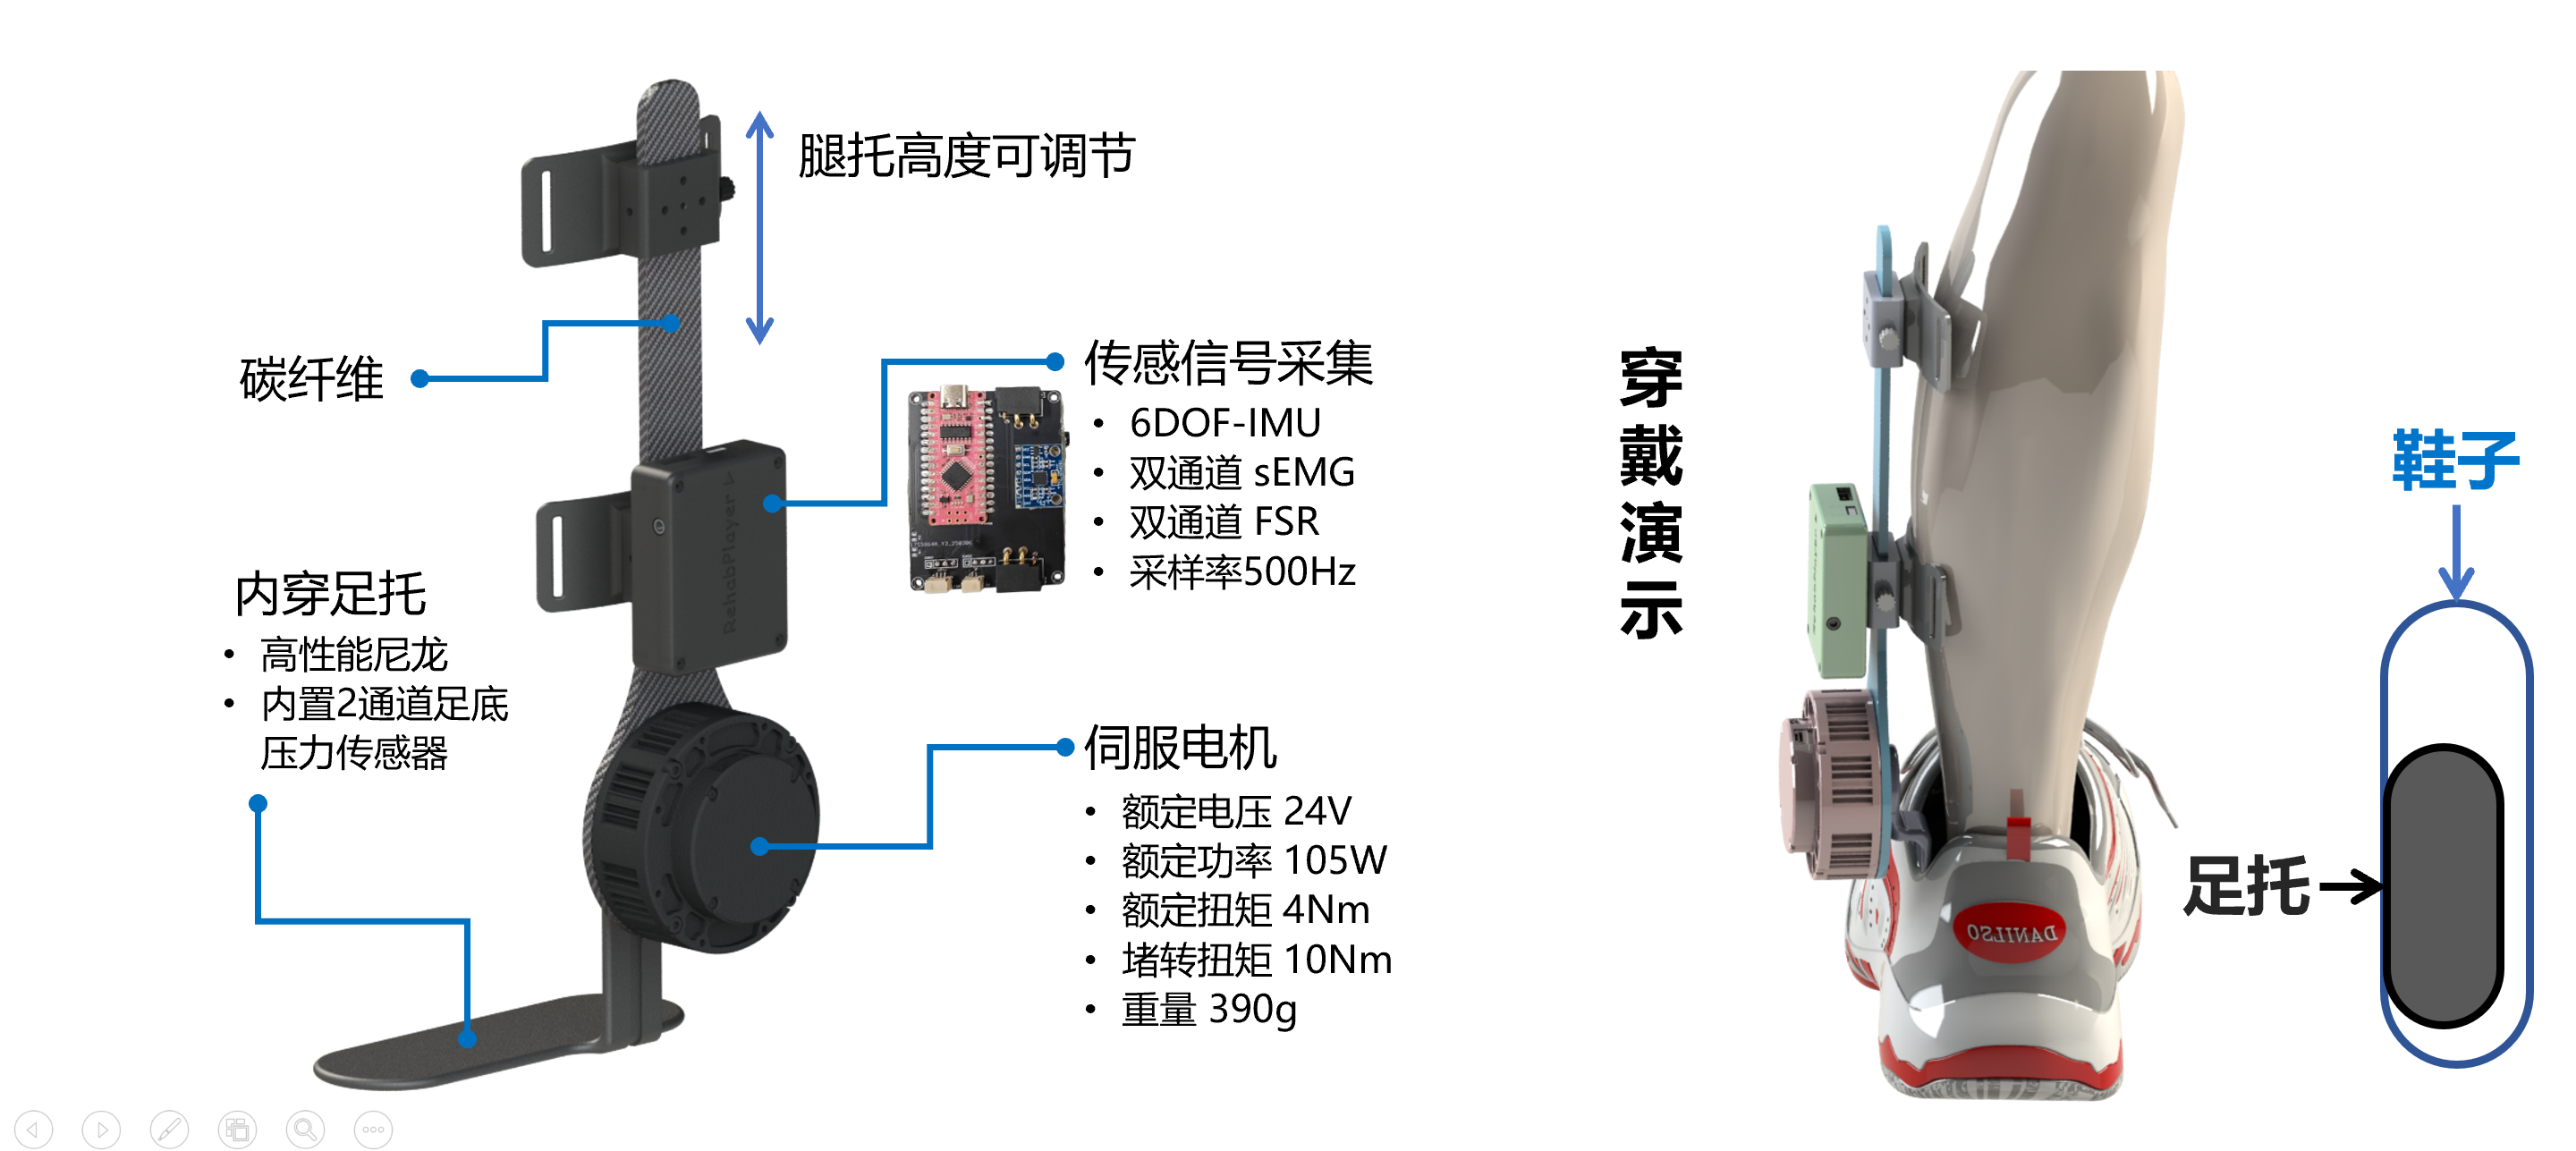 腿托高度可调节
碳纤维
传感信号采集
• 6DOF-IMU
• 双通道 sEMG
• 双通道 FSR
• 采样率500Hz
内穿足托
• 高性能尼龙
• 内置2通道足底
压力传感器
RehabPlayer
伺服电机
• 额定电压 24V
• 额定功率 105W
• 额定扭矩 4Nm
• 堵转扭矩 10Nm
• 重量 390g
穿戴演示
鞋子
足托
DANILSO